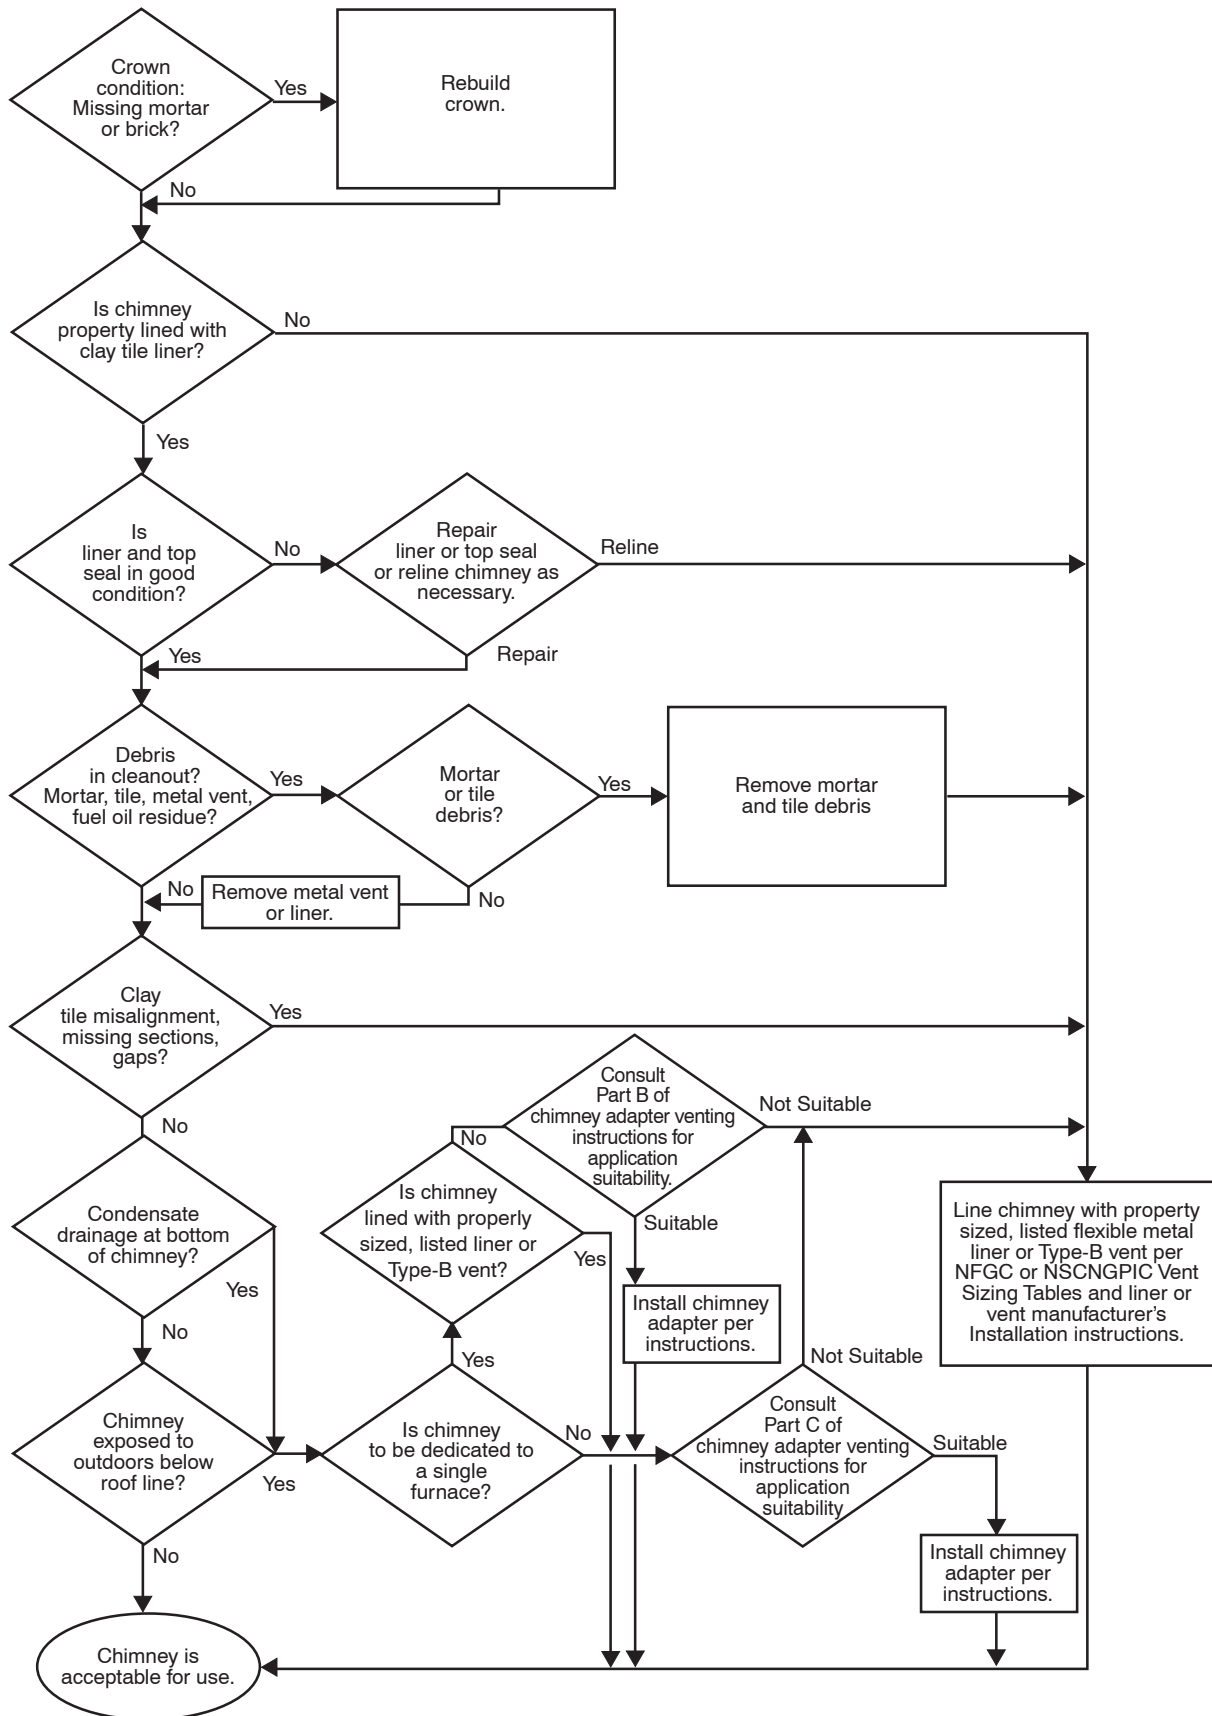 Crown
condition:
Missing mortar
or brick?
Yes
Rebuild
crown.
No
Is chimney
property lined with
clay tile liner?
No
Yes
Is
liner and top
seal in good
condition?
No
Repair
liner or top seal
or reline chimney as
necessary.
Reline
Yes
Repair
Debris
in cleanout?
Mortar, tile, metal vent,
fuel oil residue?
Yes
Mortar
or tile
debris?
Yes
Remove mortar
and tile debris
No
Remove metal vent
or liner.
No
Clay
tile misalignment,
missing sections,
gaps?
Yes
No
Consult
Part B of
chimney adapter venting
instructions for
application
suitability.
Not Suitable
No
Suitable
Condensate
drainage at bottom
of chimney?
Yes
No
Is chimney
lined with properly
sized, listed liner or
Type-B vent?
Yes
Install chimney
adapter per
instructions.
Line chimney with property
sized, listed flexible metal
liner or Type-B vent per
NFGC or NSCNGPIC Vent
Sizing Tables and liner or
vent manufacturer's
Installation instructions.
Yes
Not Suitable
Chimney
exposed to
outdoors below
roof line?
Yes
Is chimney
to be dedicated to
a single
furnace?
No
Consult
Part C of
chimney adapter venting
instructions for
application
suitability
Suitable
No
Install chimney
adapter per
instructions.
Chimney is
acceptable for use.